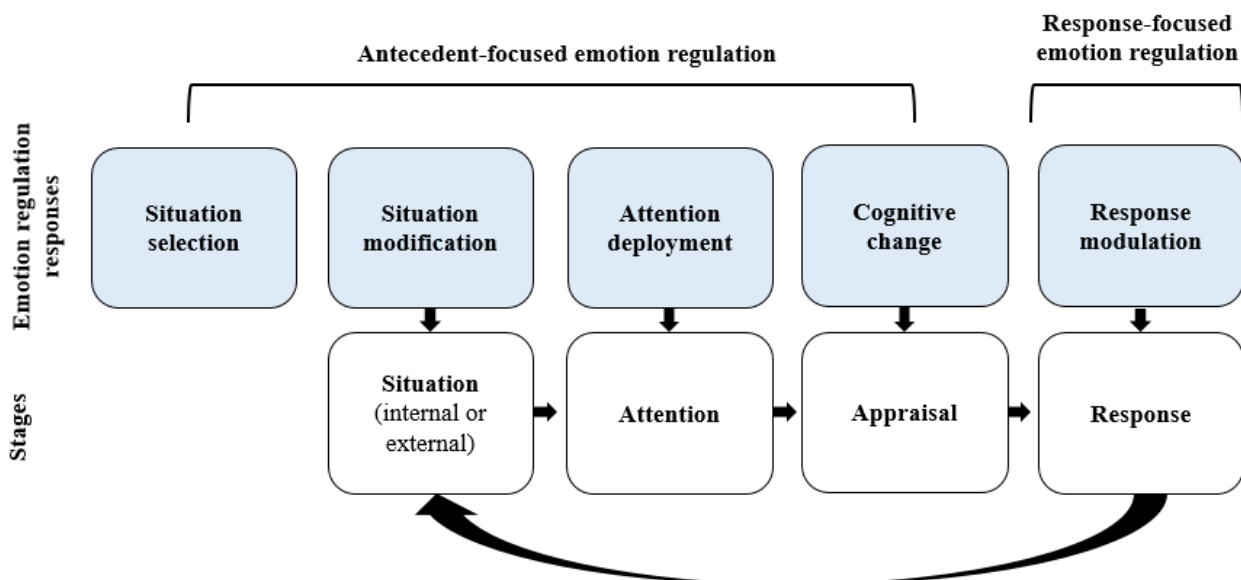 Antecedent-focused emotion regulation
Response-focused
emotion regulation
Emotion regulation
responses
Situation
selection
Situation
modification
Attention
deployment
Cognitive
change
Response
modulation
Stages
Situation
(internal or
external)
Attention
Appraisal
Response